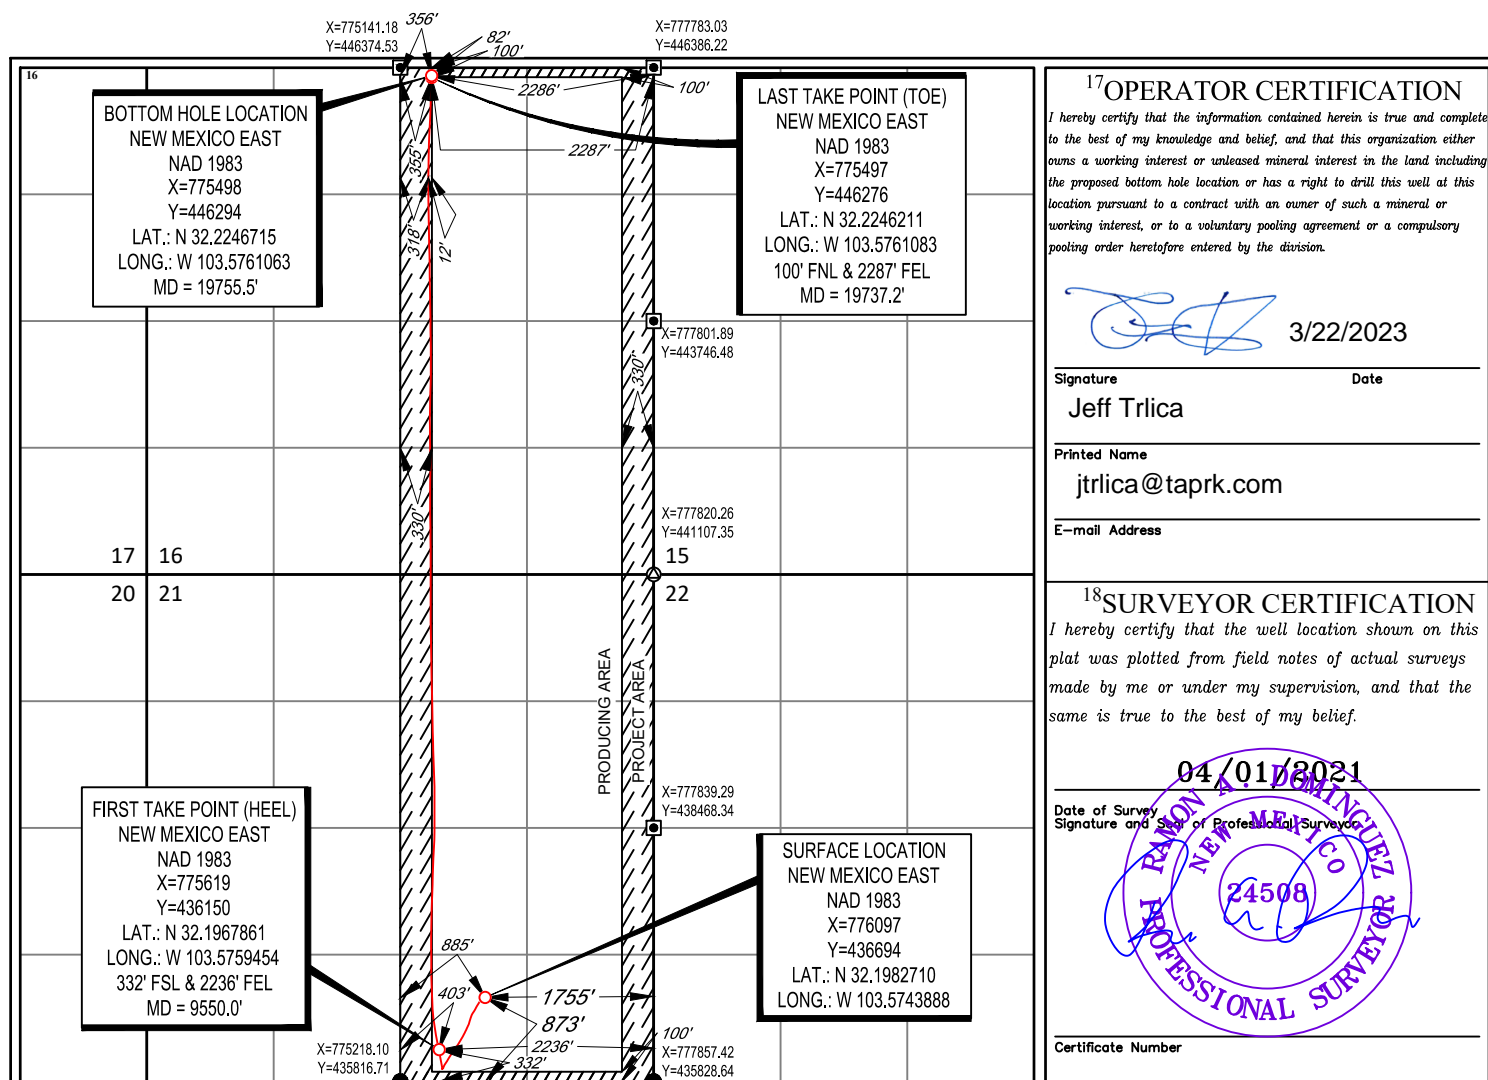 X=775141.18
Y=446374.53
356'
82'
100'
X=777783.03
Y=446386.22
16
2286'
100'
2287'
355'
318'
12'
BOTTOM HOLE LOCATION
NEW MEXICO EAST
NAD 1983
X=775498
Y=446294
LAT.: N 32.2246715
LONG.: W 103.5761063
MD = 19755.5'
LAST TAKE POINT (TOE)
NEW MEXICO EAST
NAD 1983
X=775497
Y=446276
LAT.: N 32.2246211
LONG.: W 103.5761083
100' FNL & 2287' FEL
MD = 19737.2'
X=777801.89
Y=443746.48
330'
330'
X=777820.26
Y=441107.35
17 16
15
20 21
22
PRODUCING AREA
PROJECT AREA
X=777839.29
Y=438468.34
FIRST TAKE POINT (HEEL)
NEW MEXICO EAST
NAD 1983
X=775619
Y=436150
LAT.: N 32.1967861
LONG.: W 103.5759454
332' FSL & 2236' FEL
MD = 9550.0'
SURFACE LOCATION
NEW MEXICO EAST
NAD 1983
X=776097
Y=436694
LAT.: N 32.1982710
LONG.: W 103.5743888
885'
403'
1755'
873'
2236'
332'
100'
X=775218.10
Y=435816.71
X=777857.42
Y=435828.64
17OPERATOR CERTIFICATION
I hereby certify that the information contained herein is true and complete
to the best of my knowledge and belief, and that this organization either
owns a working interest or unleased mineral interest in the land including
the proposed bottom hole location or has a right to drill this well at this
location pursuant to a contract with an owner of such a mineral or
working interest, or to a voluntary pooling agreement or a compulsory
pooling order heretofore entered by the division.
3/22/2023
Signature Date
Jeff Trlica
Printed Name
jtrlica@taprk.com
E-mail Address
18SURVEYOR CERTIFICATION
I hereby certify that the well location shown on this
plat was plotted from field notes of actual surveys
made by me or under my supervision, and that the
same is true to the best of my belief.
04/01/2021
Date of Survey
Signature and Seal of Professional Surveyor
RAMON A. DOMINGUEZ
NEW MEXICO
24508
PROFESSIONAL SURVEYOR
Certificate Number